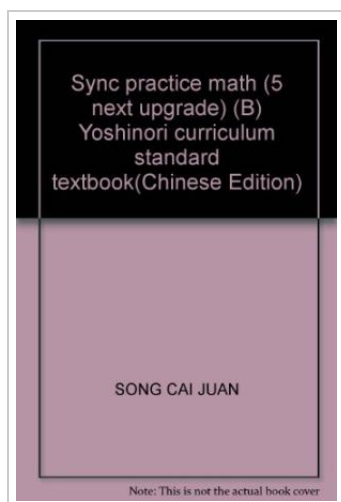 Sync practice math (5
next upgrade) (B)
Yoshinori curriculum
standard
textbook(Chinese Edition)
SONG CAI JUAN
Note: This is not the actual book cover